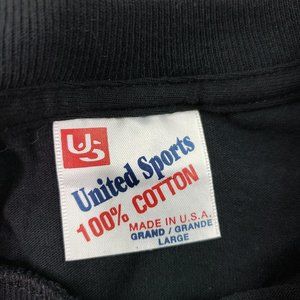 US
United Sports
100% COTTON
MADE IN U.S.A.
GRAND / GRANDE
LARGE